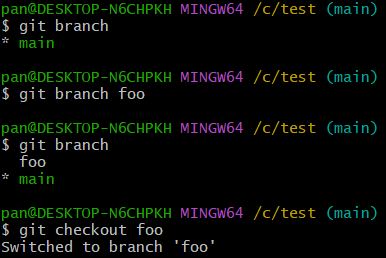 pan@DESKTOP-N6CHPKH MINGW64 /c/test (main)
$ git branch
* main
pan@DESKTOP-N6CHPKH MINGW64 /c/test (main)
$ git branch foo
pan@DESKTOP-N6CHPKH MINGW64 /c/test (main)
$ git branch
  foo
* main
pan@DESKTOP-N6CHPKH MINGW64 /c/test (main)
$ git checkout foo
Switched to branch 'foo'